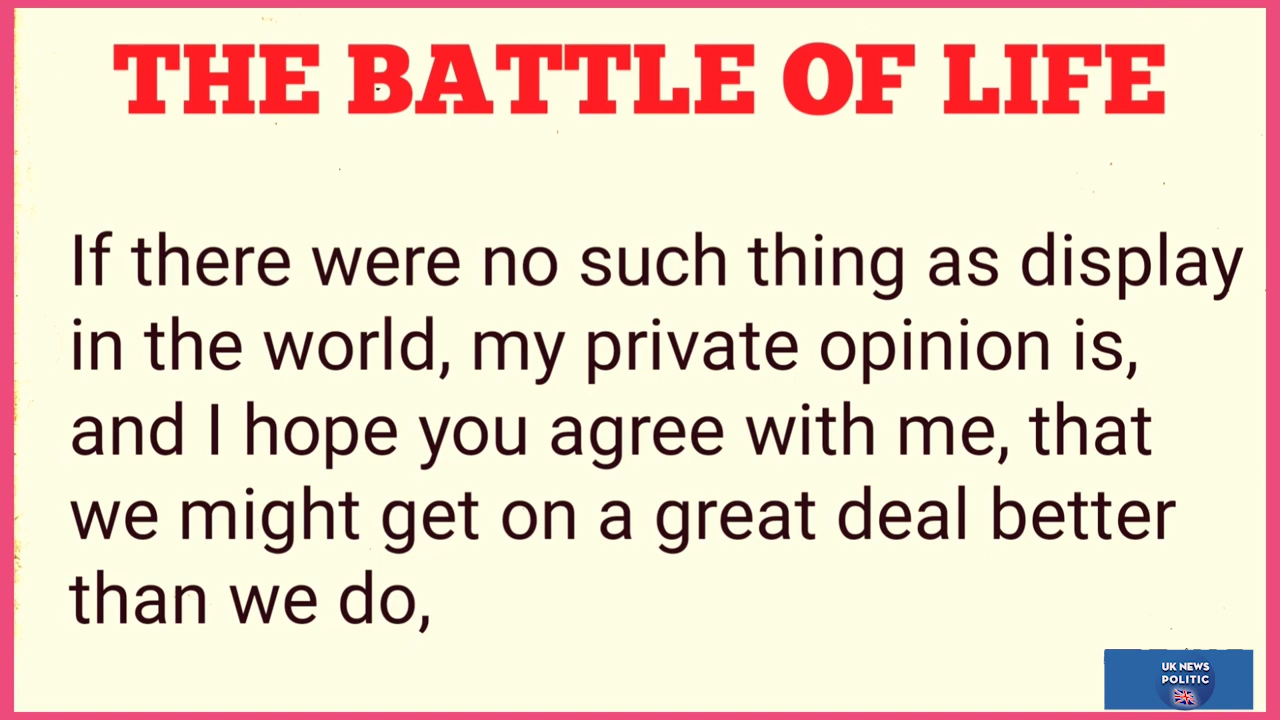 THE BATTLE OF LIFE
If there were no such thing as display
in the world, my private opinion is,
and I hope you agree with me, that
we might get on a great deal better
than we do,
UK NEWS
POLITIC